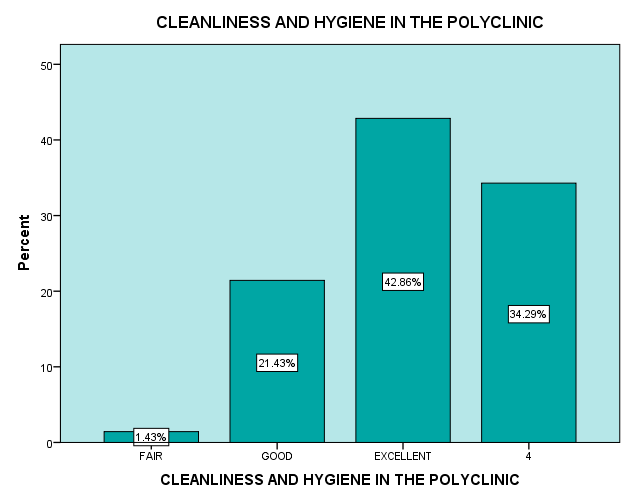 CLEANLINESS AND HYGIENE IN THE POLYCLINIC
50
40
30
20
10
0
Percent
1.43%
21.43%
42.86%
34.29%
FAIR GOOD EXCELLENT 4
CLEANLINESS AND HYGIENE IN THE POLYCLINIC